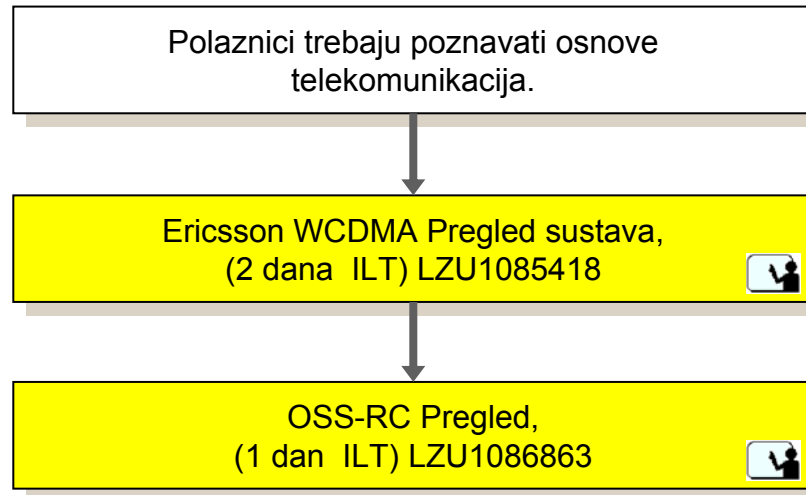 Polaznici trebaju poznavati osnove
telekomunikacija.
Ericsson WCDMA Pregled sustava,
(2 dana  ILT) LZU1085418
OSS-RC Pregled,
(1 dan  ILT) LZU1086863